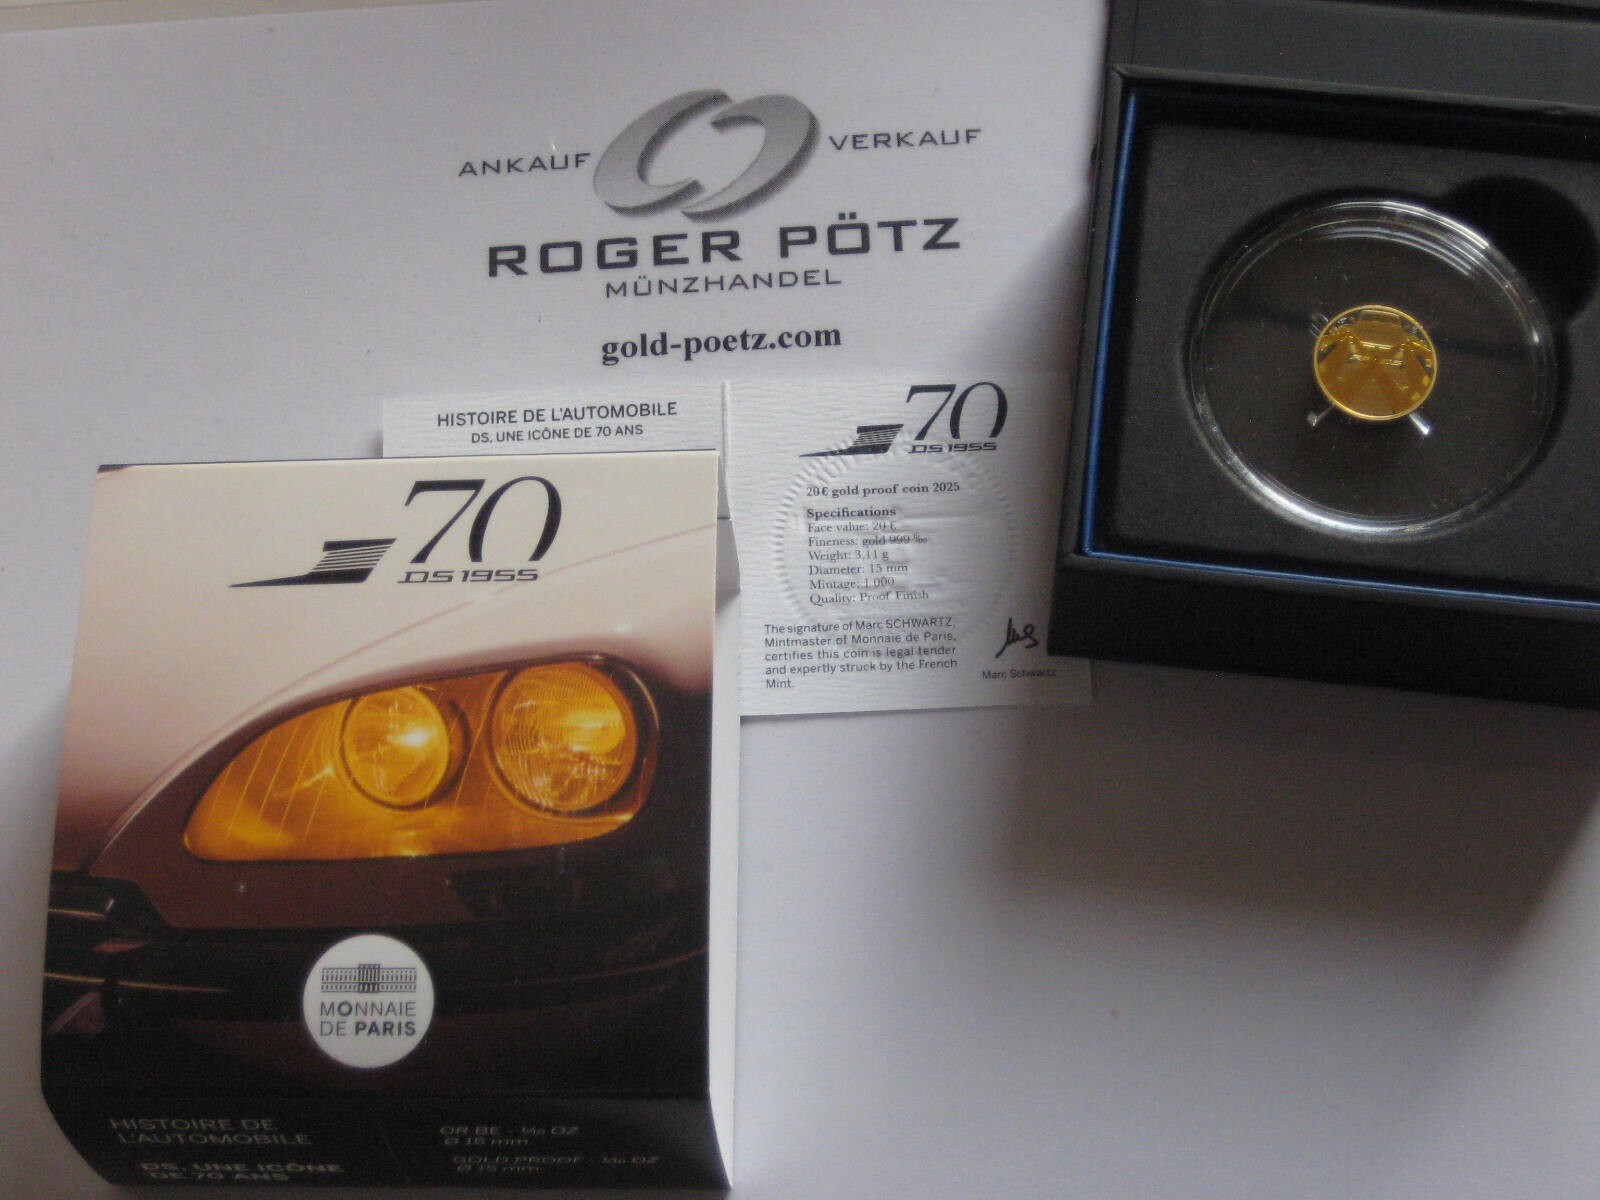 ANKAUF VERKAUF
ROGER PÖTZ
MÜNZHANDEL
gold-poetz.com
HISTOIRE DE L'AUTOMOBILE
DS, UNE ICÔNE DE 70 ANS
70
DS 1955
20 € gold proof coin 2025
Specifications
Face value: 20 €
Fineness: gold 999 ‰
Weight: 3,11 g
Diameter: 15 mm
Mintage: 1 000
Quality: Proof Finish
The signature of Marc SCHWARTZ,
Mintmaster of Monnaie de Paris,
certifies this coin is legal tender
and expertly struck by the French
Mint.
Marc Schwartz
70
DS 1955
MONNAIE
DE PARIS
HISTOIRE DE
L'AUTOMOBILE
DS, UNE ICÔNE
DE 70 ANS
OR BE - 1/10 OZ
Ø 15 mm
GOLD PROOF - 1/10 OZ
Ø 15 mm